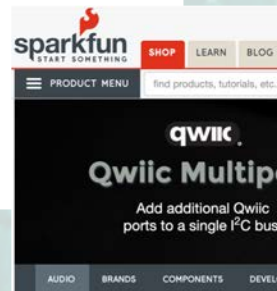 sparkfun
START SOMETHING
SHOP LEARN BLOG
PRODUCT MENU
find products, tutorials, etc.
qwiic
Qwiic Multip
Add additional Qwiic
ports to a single I²C bus
AUDIO BRANDS COMPONENTS DEVEL